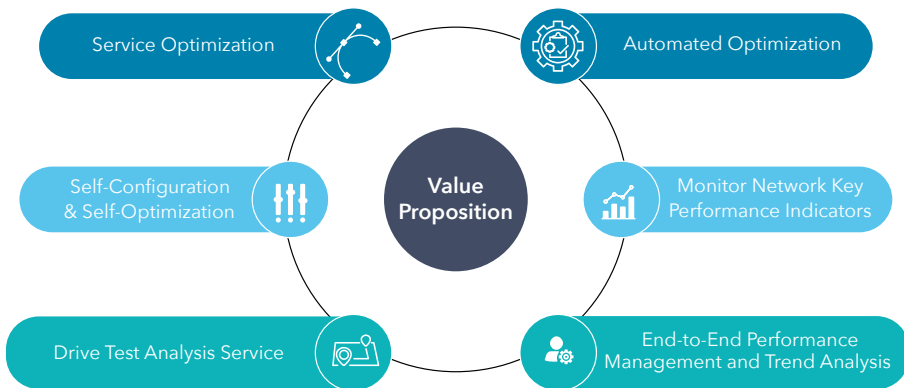 Service Optimization
Automated Optimization
Self-Configuration
& Self-Optimization
Value
Proposition
Monitor Network Key
Performance Indicators
Drive Test Analysis Service
End-to-End Performance
Management and Trend Analysis